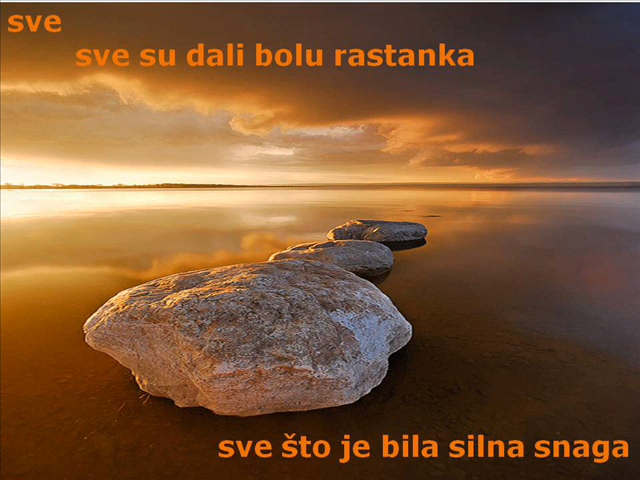 sve
sve su dali bolu rastanka
sve što je bila silna snaga